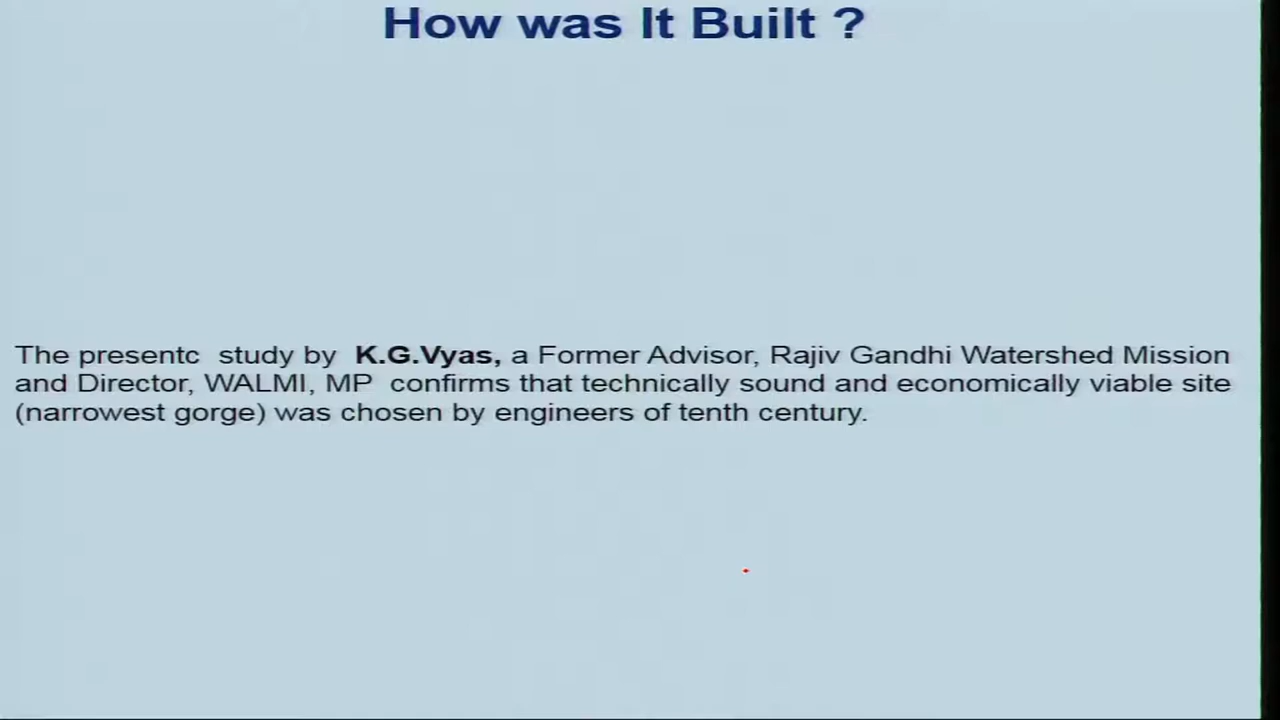 How was It Built ?
The presentc study by K.G.Vyas, a Former Advisor, Rajiv Gandhi Watershed Mission
and Director, WALMI, MP confirms that technically sound and economically viable site
(narrowest gorge) was chosen by engineers of tenth century.